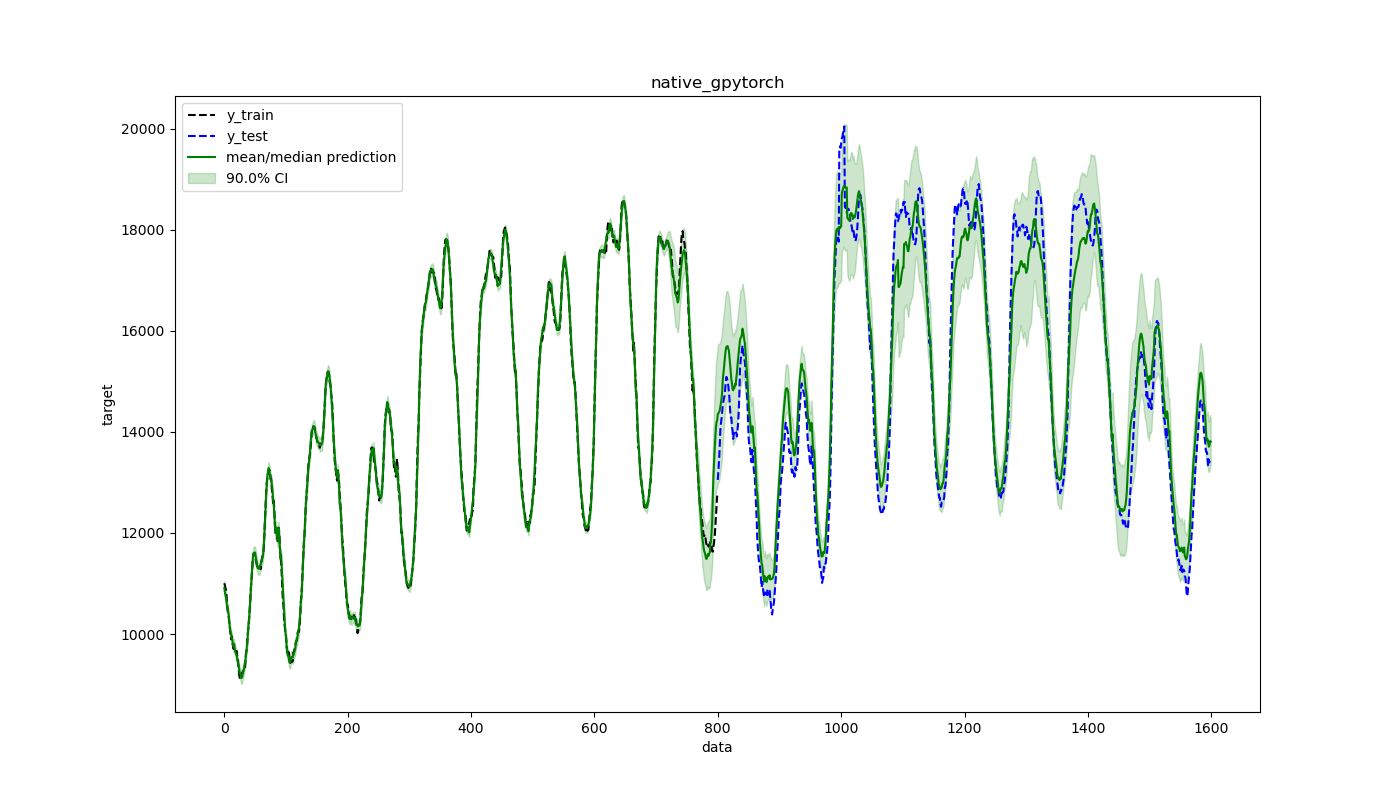 native_gpytorch
y_train
y_test
mean/median prediction
90.0% CI
20000
18000
16000
14000
12000
10000
target
0 200 400 600 800 1000 1200 1400 1600
data